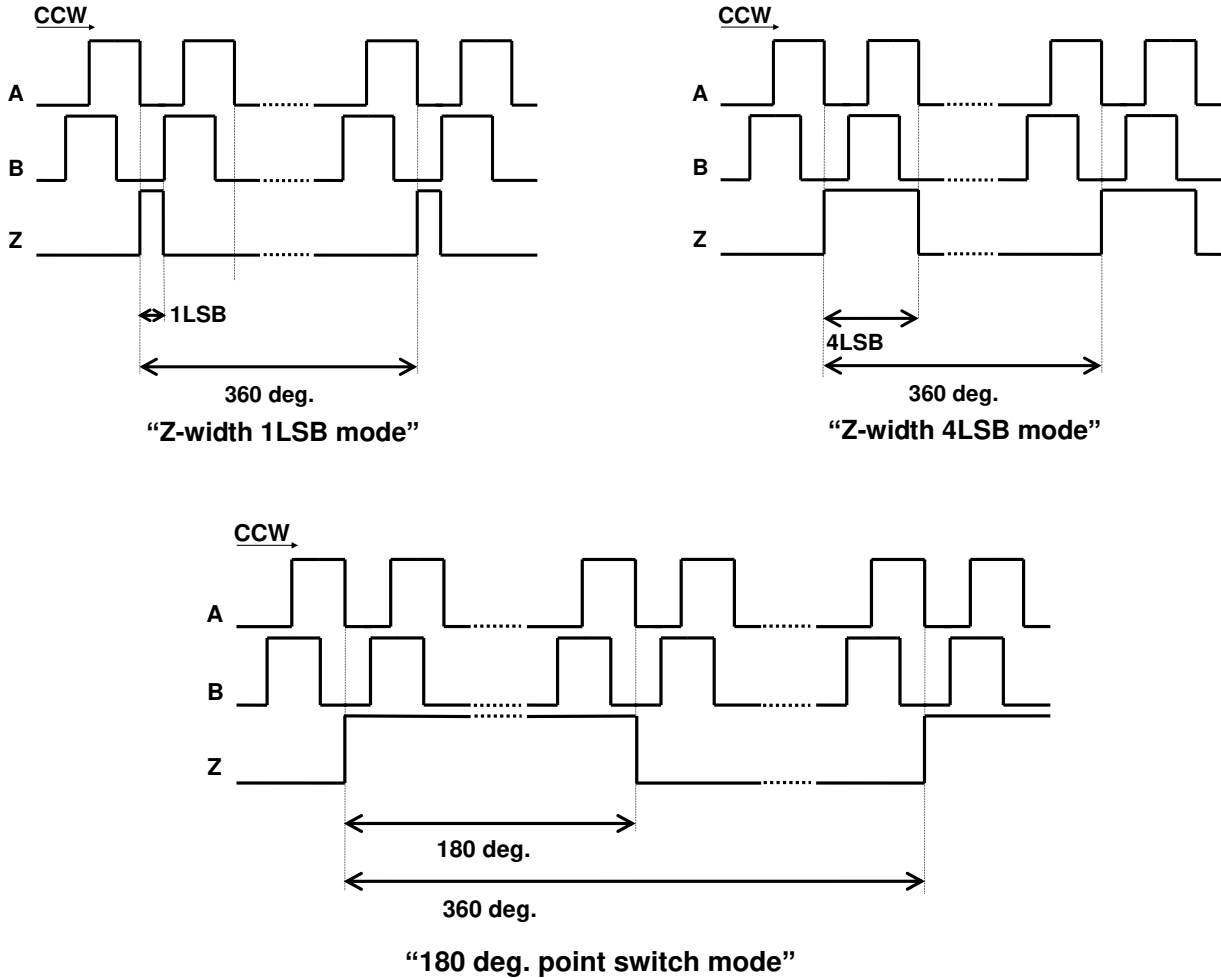 CCW
A
B
Z
1LSB
360 deg.
“Z-width 1LSB mode”
CCW
A
B
Z
4LSB
360 deg.
“Z-width 4LSB mode”
CCW
A
B
Z
180 deg.
360 deg.
“180 deg. point switch mode”